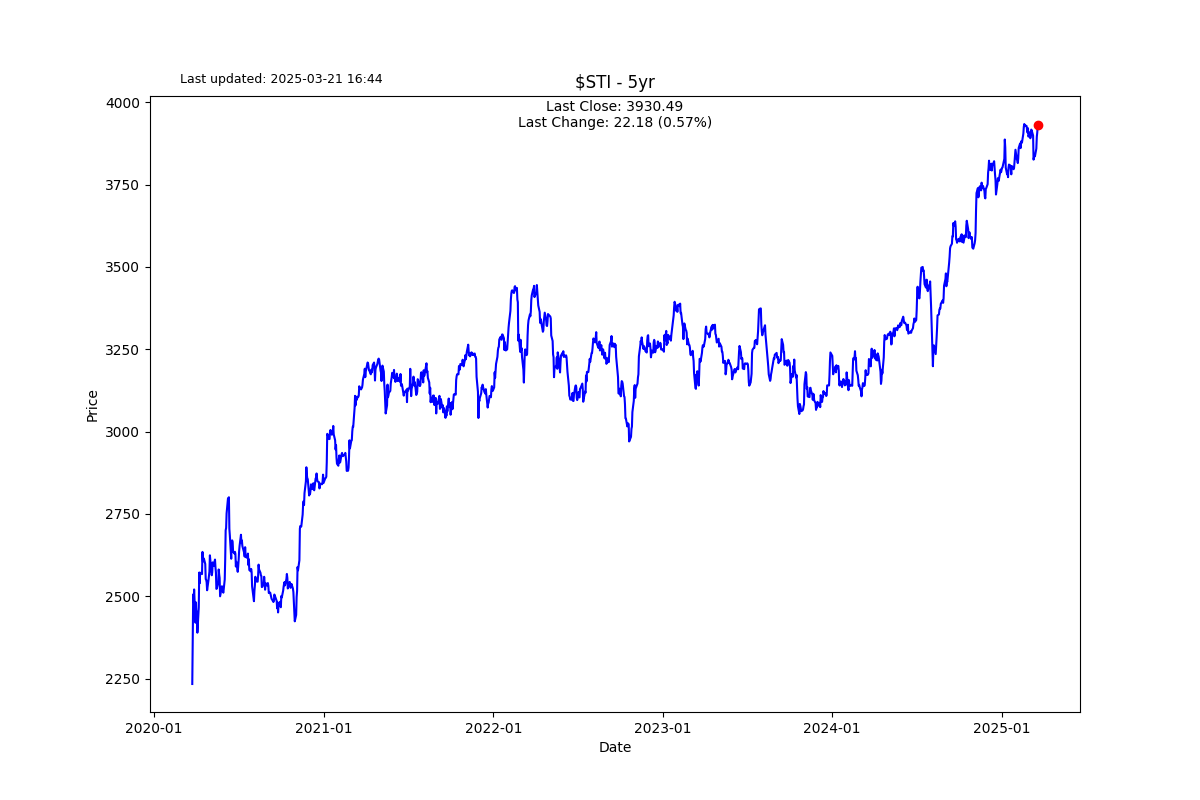 Last updated: 2025-03-21 16:44
$STI - 5yr
Last Close: 3930.49
Last Change: 22.18 (0.57%)
4000
3750
3500
3250
3000
2750
2500
2250
Price
2020-01
2021-01
2022-01
2023-01
2024-01
2025-01
Date